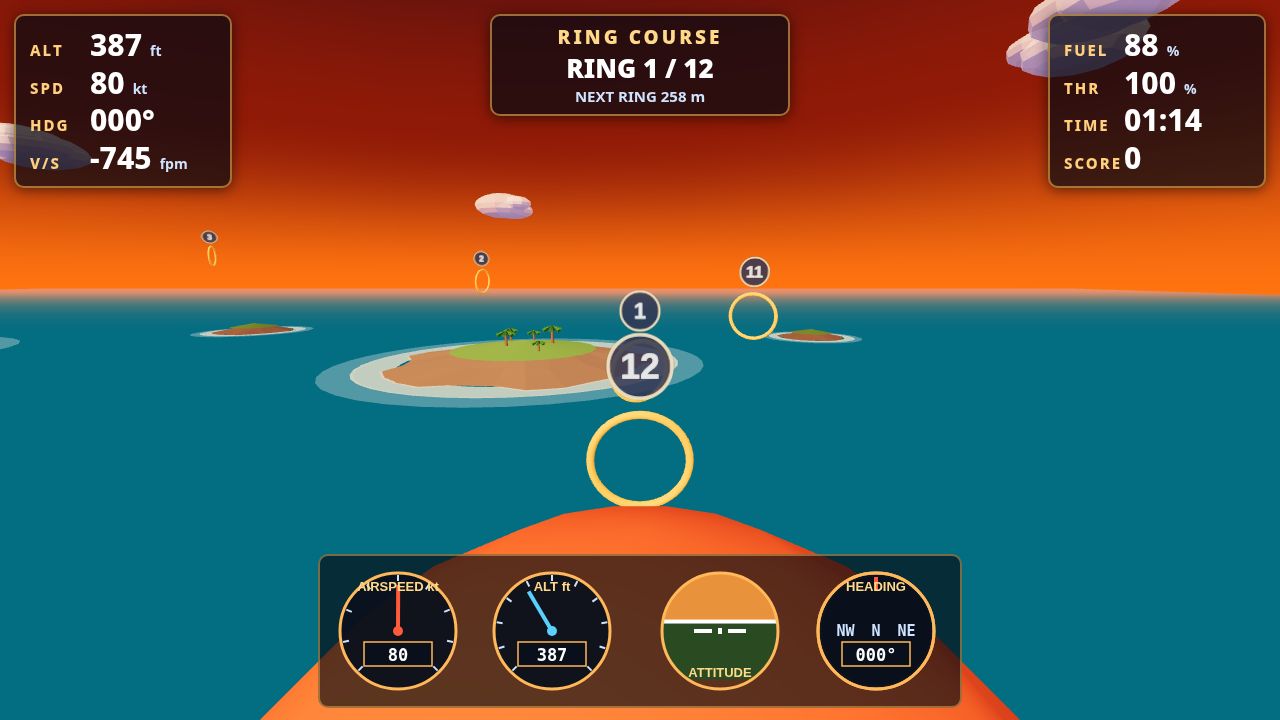 ALT 387 ft
SPD 80 kt
HDG 000°
V/S -745 fpm
RING COURSE
RING 1 / 12
NEXT RING 258 m
FUEL 88 %
THR 100 %
TIME 01:14
SCORE 0
3
2
11
1
12
AIRSPEED kt
80
ALT ft
387
ATTITUDE
HEADING
NW N NE
000°